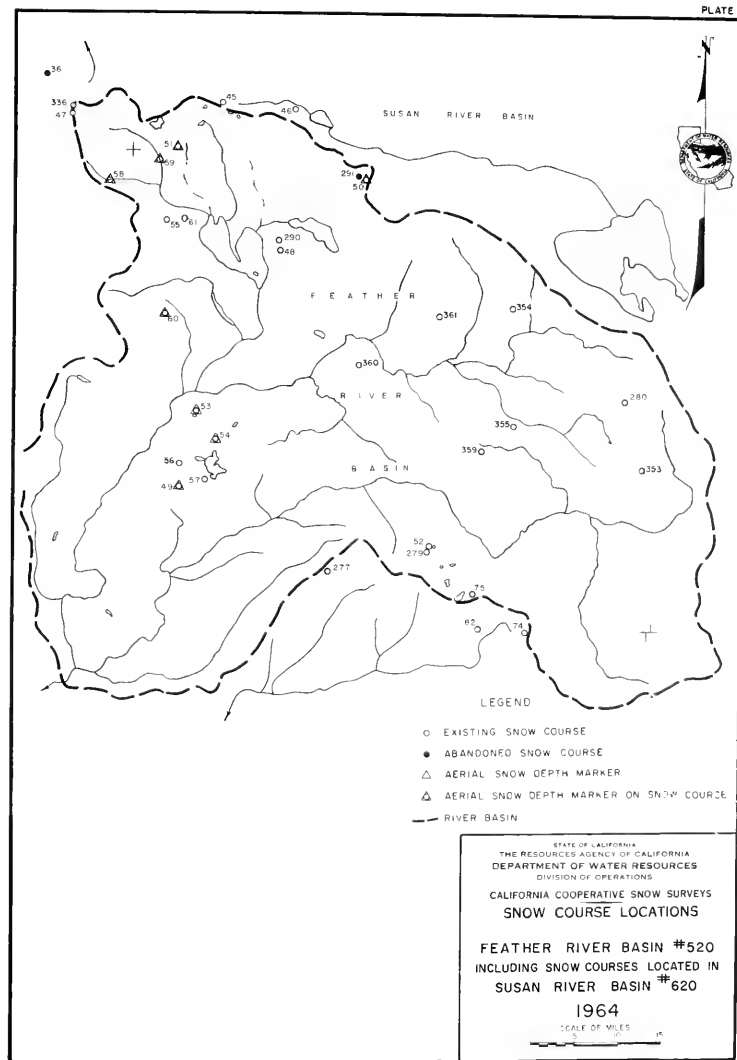 PLATE
36
336
47
45
46
SUSAN RIVER BASIN
51
59
58
291
50
55
61
290
48
FEATHER
361
354
60
360
RIVER
280
53
355
54
359
56
BASIN
353
57
49
52
279
277
75
82
74
LEGEND
EXISTING SNOW COURSE
ABANDONED SNOW COURSE
AERIAL SNOW DEPTH MARKER
AERIAL SNOW DEPTH MARKER ON SNOW COURSE
RIVER BASIN
STATE OF CALIFORNIA
THE RESOURCES AGENCY OF CALIFORNIA
DEPARTMENT OF WATER RESOURCES
DIVISION OF OPERATIONS
CALIFORNIA COOPERATIVE SNOW SURVEYS
SNOW COURSE LOCATIONS
FEATHER RIVER BASIN #520
INCLUDING SNOW COURSES LOCATED IN
SUSAN RIVER BASIN #620
1964
SCALE OF MILES
5 10 15